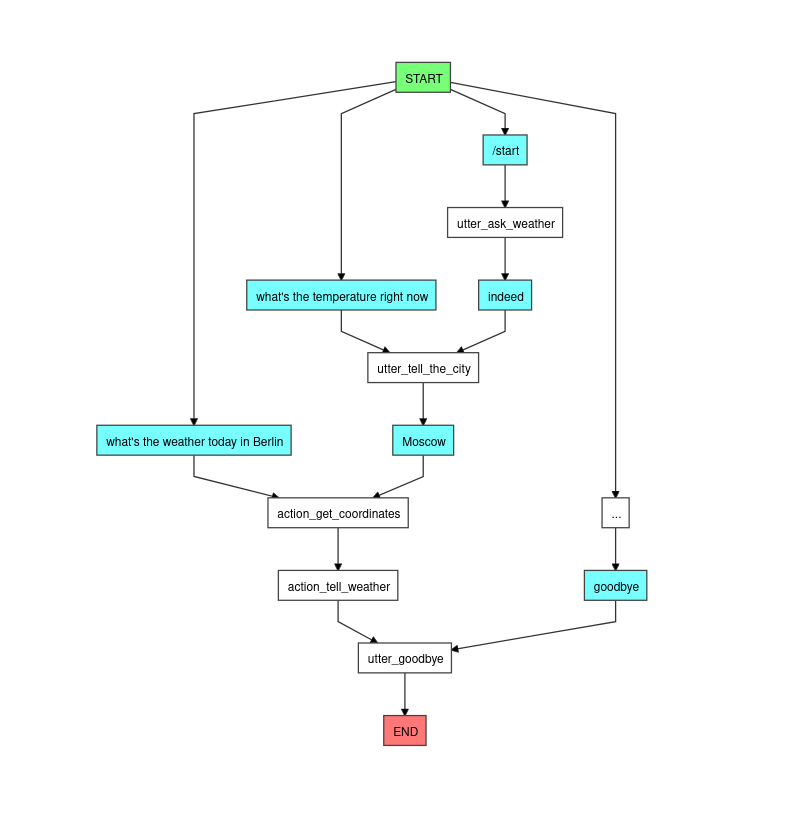 START
/start
utter_ask_weather
what's the temperature right now
indeed
utter_tell_the_city
what's the weather today in Berlin
Moscow
action_get_coordinates
...
action_tell_weather
goodbye
utter_goodbye
END